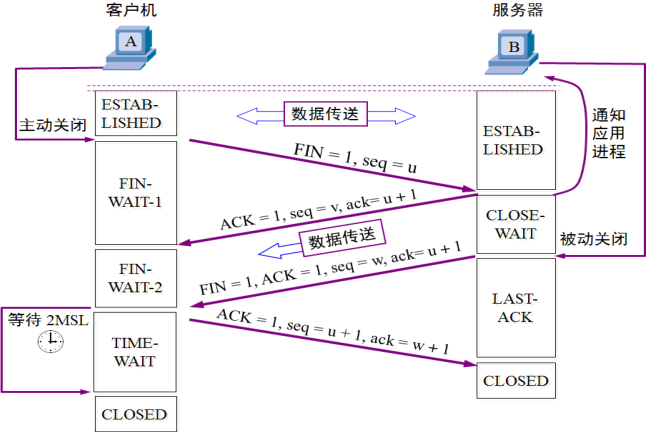 客户机
服务器
A
B
主动关闭
ESTAB-
LISHED
数据传送
ESTAB-
LISHED
通知
应用
进程
FIN = 1, seq = u
FIN-
WAIT-1
ACK = 1, seq = v, ack= u + 1
CLOSE-
WAIT
数据传送
被动关闭
FIN-
WAIT-2
FIN = 1, ACK = 1, seq = w, ack= u + 1
LAST-
ACK
等待 2MSL
TIME-
WAIT
ACK = 1, seq = u + 1, ack = w + 1
CLOSED
CLOSED